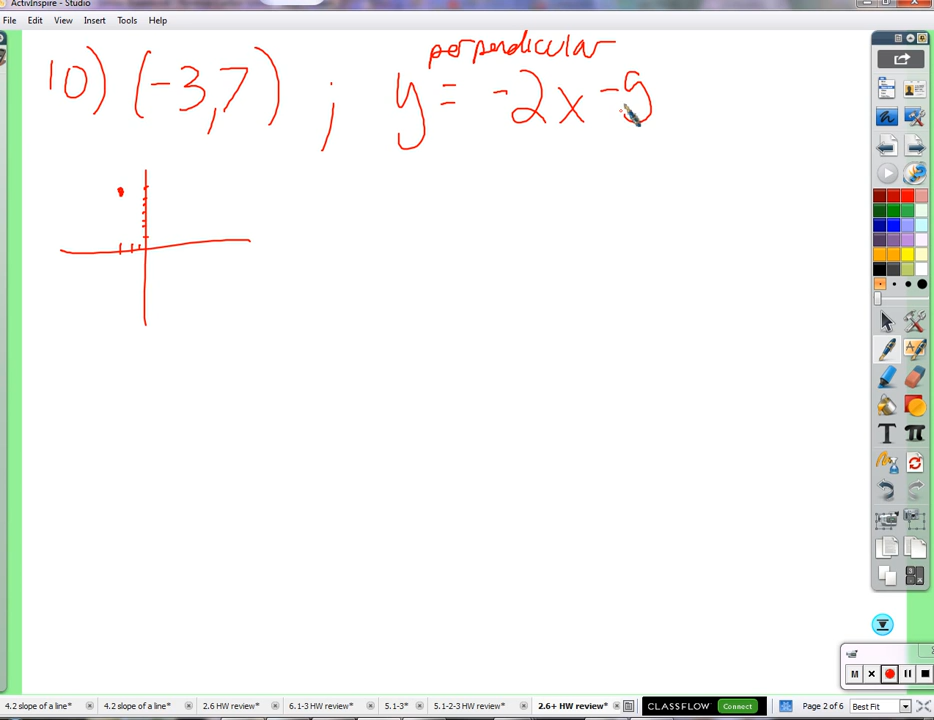 ActivInspire - Studio
File Edit View Insert Tools Help
perpendicular
10) (-3,7) ; y = -2x -9
4.2 slope of a line* 4.2 slope of a line* 2.6 HW review* 6.1-3 HW review* 5.1-3* 5.1-2-3 HW review* 2.6+ HW review* CLASSFLOW Connect Page 2 of 6 Best Fit
M